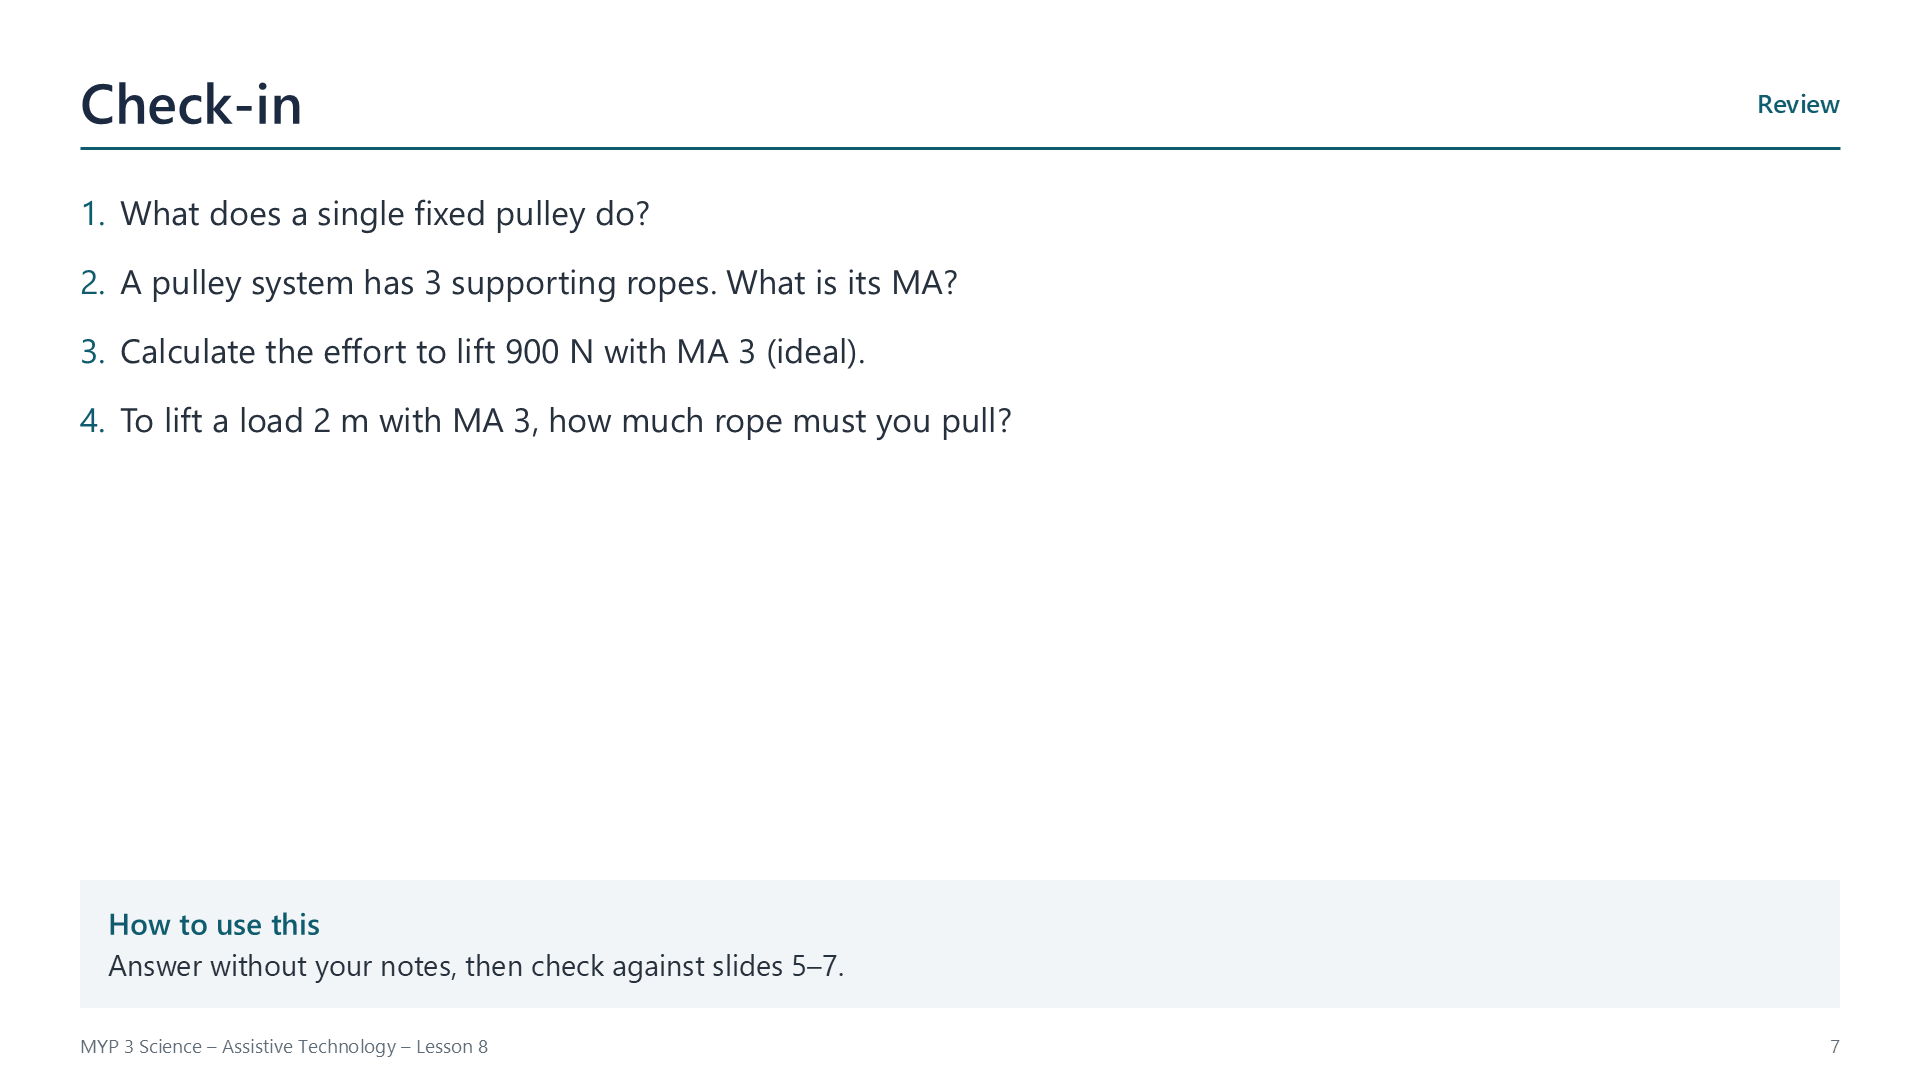 Check-in
Review
1. What does a single fixed pulley do?
2. A pulley system has 3 supporting ropes. What is its MA?
3. Calculate the effort to lift 900 N with MA 3 (ideal).
4. To lift a load 2 m with MA 3, how much rope must you pull?
How to use this
Answer without your notes, then check against slides 5–7.
MYP 3 Science – Assistive Technology – Lesson 8
7